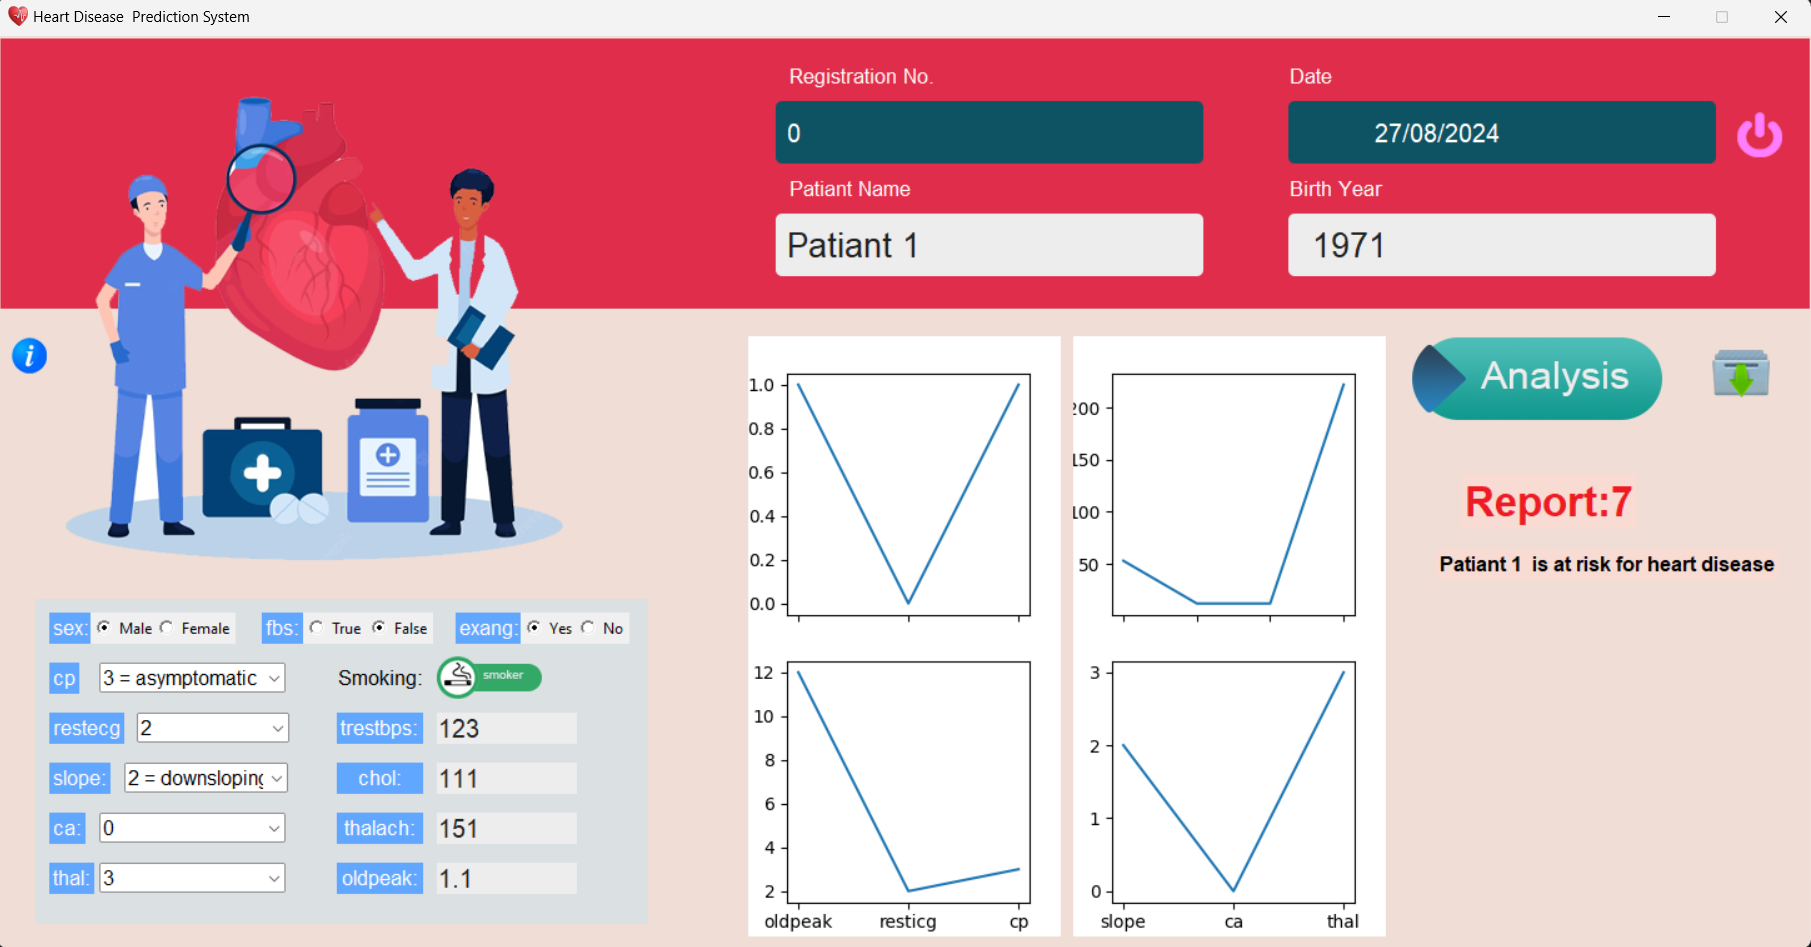 Heart Disease  Prediction System
Registration No.
Date
0
27/08/2024
Patiant Name
Birth Year
Patiant 1
1971
i
Analysis
Report:7
Patiant 1  is at risk for heart disease
sex: Male Female
fbs: True False
exang: Yes No
cp 3 = asymptomatic
Smoking: smoker
restecg 2
trestbps: 123
slope: 2 = downsloping
chol: 111
ca: 0
thalach: 151
thal: 3
oldpeak: 1.1
1.0
0.8
0.6
0.4
0.2
0.0
200
150
100
50
12
10
8
6
4
2
oldpeak resticg cp
3
2
1
0
slope ca thal